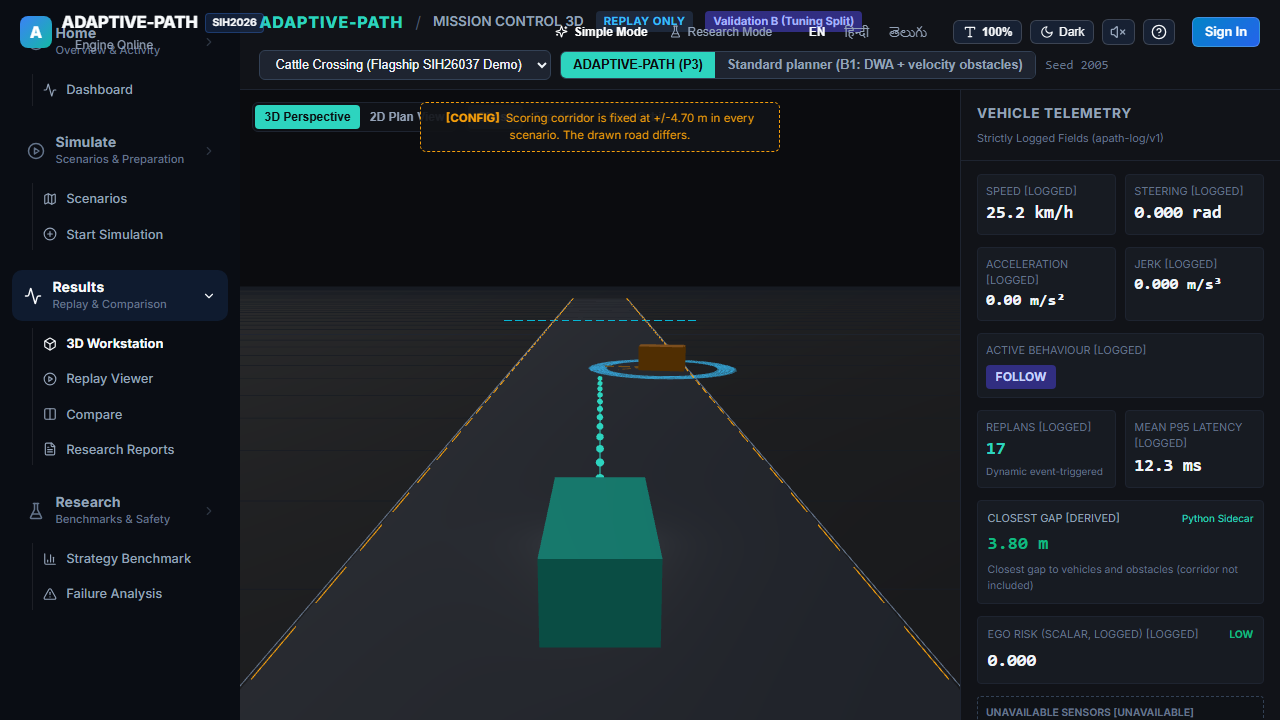 A
ADAPTIVE-PATH
SIH2026
Home
Overview & Activity
Engine Online
Dashboard
Simulate
Scenarios & Preparation
Scenarios
Start Simulation
Results
Replay & Comparison
3D Workstation
Replay Viewer
Compare
Research Reports
Research
Benchmarks & Safety
Strategy Benchmark
Failure Analysis
ADAPTIVE-PATH / MISSION CONTROL 3D REPLAY ONLY Validation B (Tuning Split)
Simple Mode Research Mode EN हिन्दी తెలుగు T 100% Dark Sign In
Cattle Crossing (Flagship SIH26037 Demo) ADAPTIVE-PATH (P3) Standard planner (B1: DWA + velocity obstacles) Seed 2005
3D Perspective 2D Plan View
[CONFIG] Scoring corridor is fixed at +/-4.70 m in every
scenario. The drawn road differs.
VEHICLE TELEMETRY
Strictly Logged Fields (apath-log/v1)
SPEED [LOGGED]
25.2 km/h
STEERING [LOGGED]
0.000 rad
ACCELERATION
[LOGGED]
0.00 m/s²
JERK [LOGGED]
0.000 m/s³
ACTIVE BEHAVIOUR [LOGGED]
FOLLOW
REPLANS [LOGGED]
17
Dynamic event-triggered
MEAN P95 LATENCY
[LOGGED]
12.3 ms
CLOSEST GAP [DERIVED] Python Sidecar
3.80 m
Closest gap to vehicles and obstacles (corridor not
included)
EGO RISK (SCALAR, LOGGED) [LOGGED] LOW
0.000
UNAVAILABLE SENSORS [UNAVAILABLE]